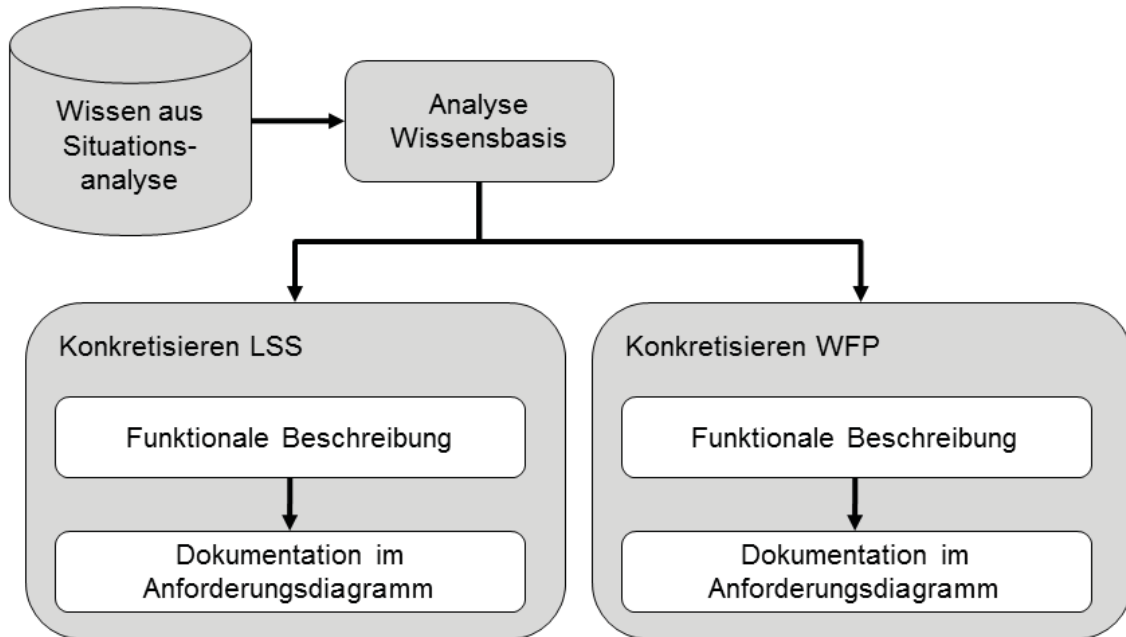 Wissen aus
Situations-
analyse
Analyse
Wissensbasis
Konkretisieren LSS
Funktionale Beschreibung
Dokumentation im
Anforderungsdiagramm
Konkretisieren WFP
Funktionale Beschreibung
Dokumentation im
Anforderungsdiagramm